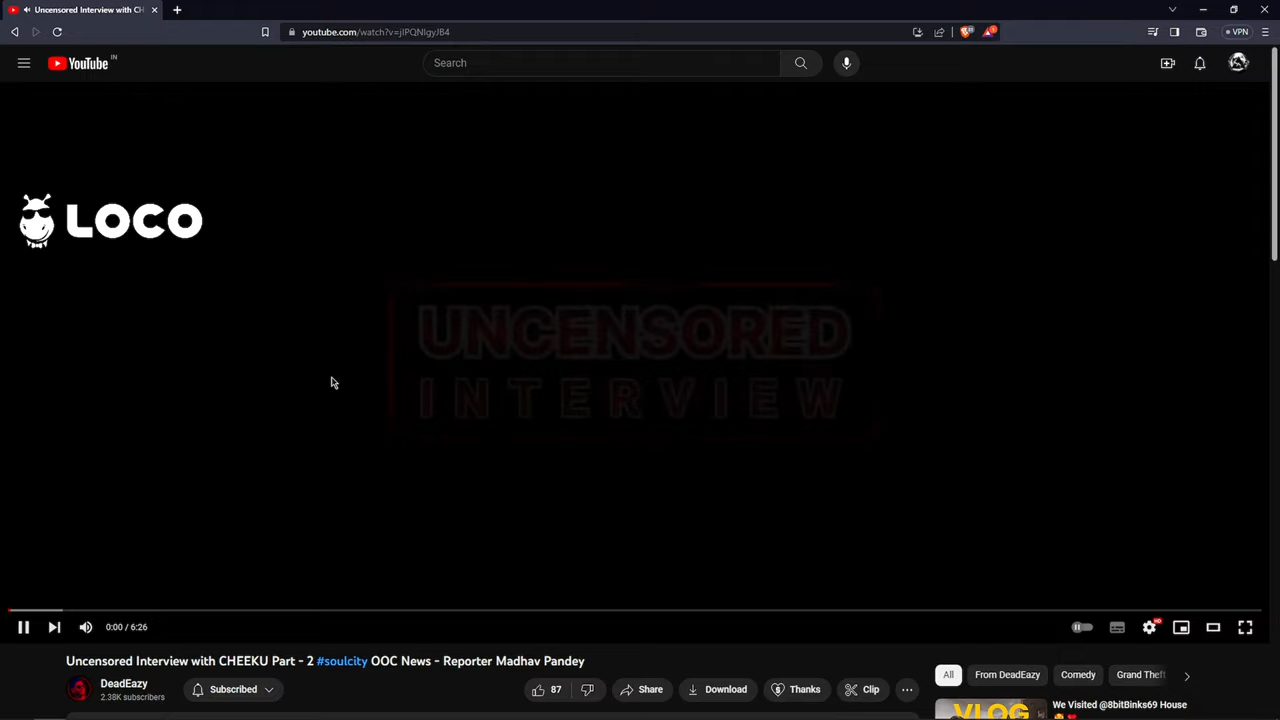 Uncensored Interview with CH
youtube.com/watch?v=jlPQNlgyJB4
VPN
YouTube IN
Search
LOCO
UNCENSORED
INTERVIEW
0:00 / 6:26
HD
Uncensored Interview with CHEEKU Part - 2 #soulcity OOC News - Reporter Madhav Pandey
DeadEazy
2.38K subscribers
Subscribed
87
Share
Download
Thanks
Clip
All
From DeadEazy
Comedy
Grand Theft
VLOG
We Visited @8bitBinks69 House